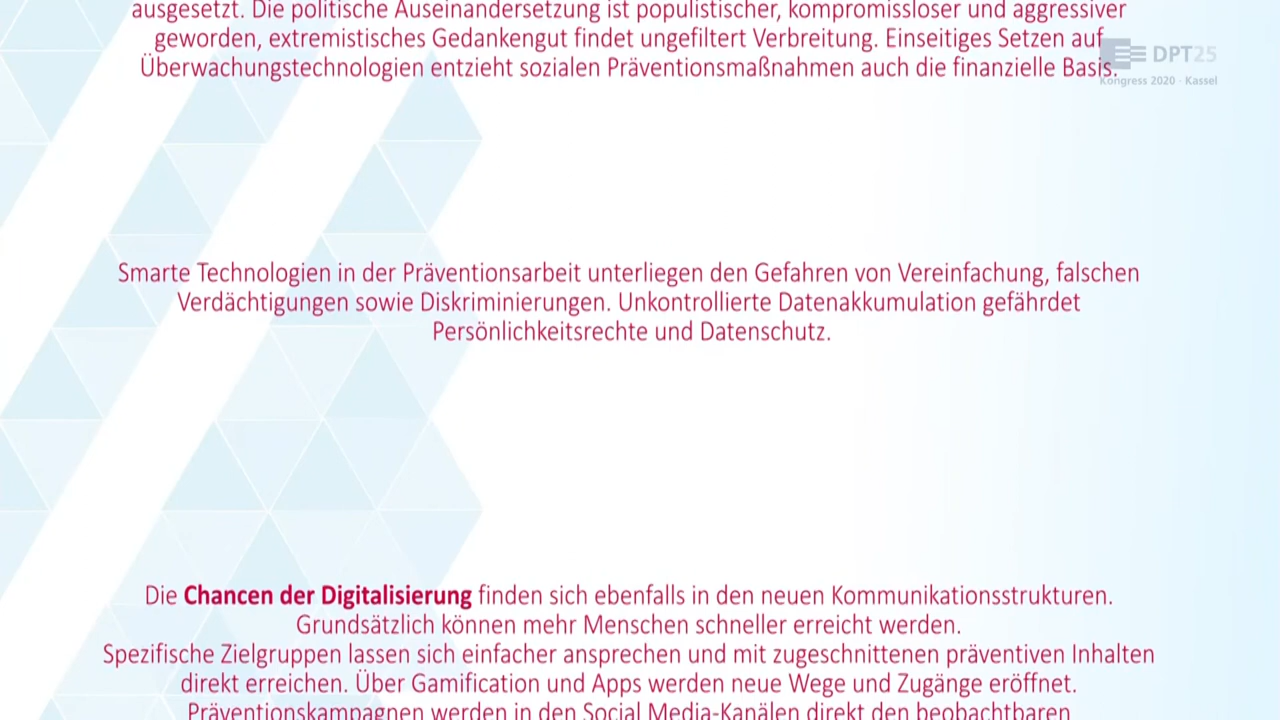 ausgesetzt. Die politische Auseinandersetzung ist populistischer, kompromissloser und aggressiver
geworden, extremistisches Gedankengut findet ungefiltert Verbreitung. Einseitiges Setzen auf
Überwachungstechnologien entzieht sozialen Präventionsmaßnahmen auch die finanzielle Basis.
DPT25
Kongress 2020 · Kassel
Smarte Technologien in der Präventionsarbeit unterliegen den Gefahren von Vereinfachung, falschen
Verdächtigungen sowie Diskriminierungen. Unkontrollierte Datenakkumulation gefährdet
Persönlichkeitsrechte und Datenschutz.
Die Chancen der Digitalisierung finden sich ebenfalls in den neuen Kommunikationsstrukturen.
Grundsätzlich können mehr Menschen schneller erreicht werden.
Spezifische Zielgruppen lassen sich einfacher ansprechen und mit zugeschnittenen präventiven Inhalten
direkt erreichen. Über Gamification und Apps werden neue Wege und Zugänge eröffnet.
Präventionskampagnen werden in den Social Media-Kanälen direkt den beobachtbaren